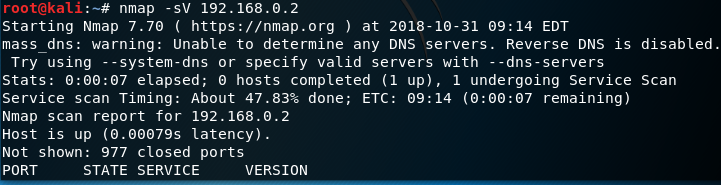 root@kali:~# nmap -sV 192.168.0.2
Starting Nmap 7.70 ( https://nmap.org ) at 2018-10-31 09:14 EDT
mass_dns: warning: Unable to determine any DNS servers. Reverse DNS is disabled.
 Try using --system-dns or specify valid servers with --dns-servers
Stats: 0:00:07 elapsed; 0 hosts completed (1 up), 1 undergoing Service Scan
Service scan Timing: About 47.83% done; ETC: 09:14 (0:00:07 remaining)
Nmap scan report for 192.168.0.2
Host is up (0.00079s latency).
Not shown: 977 closed ports
PORT     STATE SERVICE     VERSION